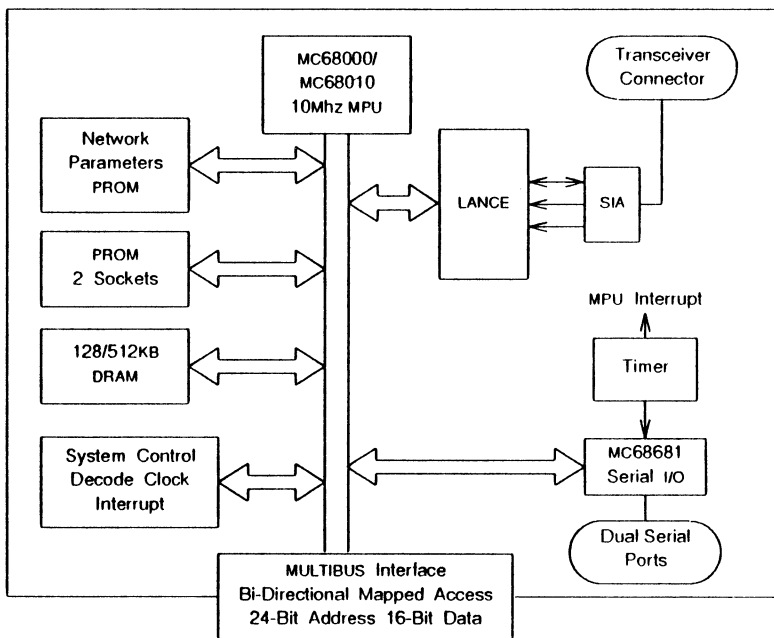 MC68000/
MC68010
10Mhz MPU
Transceiver
Connector
Network
Parameters
PROM
LANCE
SIA
PROM
2 Sockets
MPU Interrupt
128/512KB
DRAM
Timer
System Control
Decode Clock
Interrupt
MC68681
Serial I/O
Dual Serial
Ports
MULTIBUS Interface
Bi-Directional Mapped Access
24-Bit Address 16-Bit Data